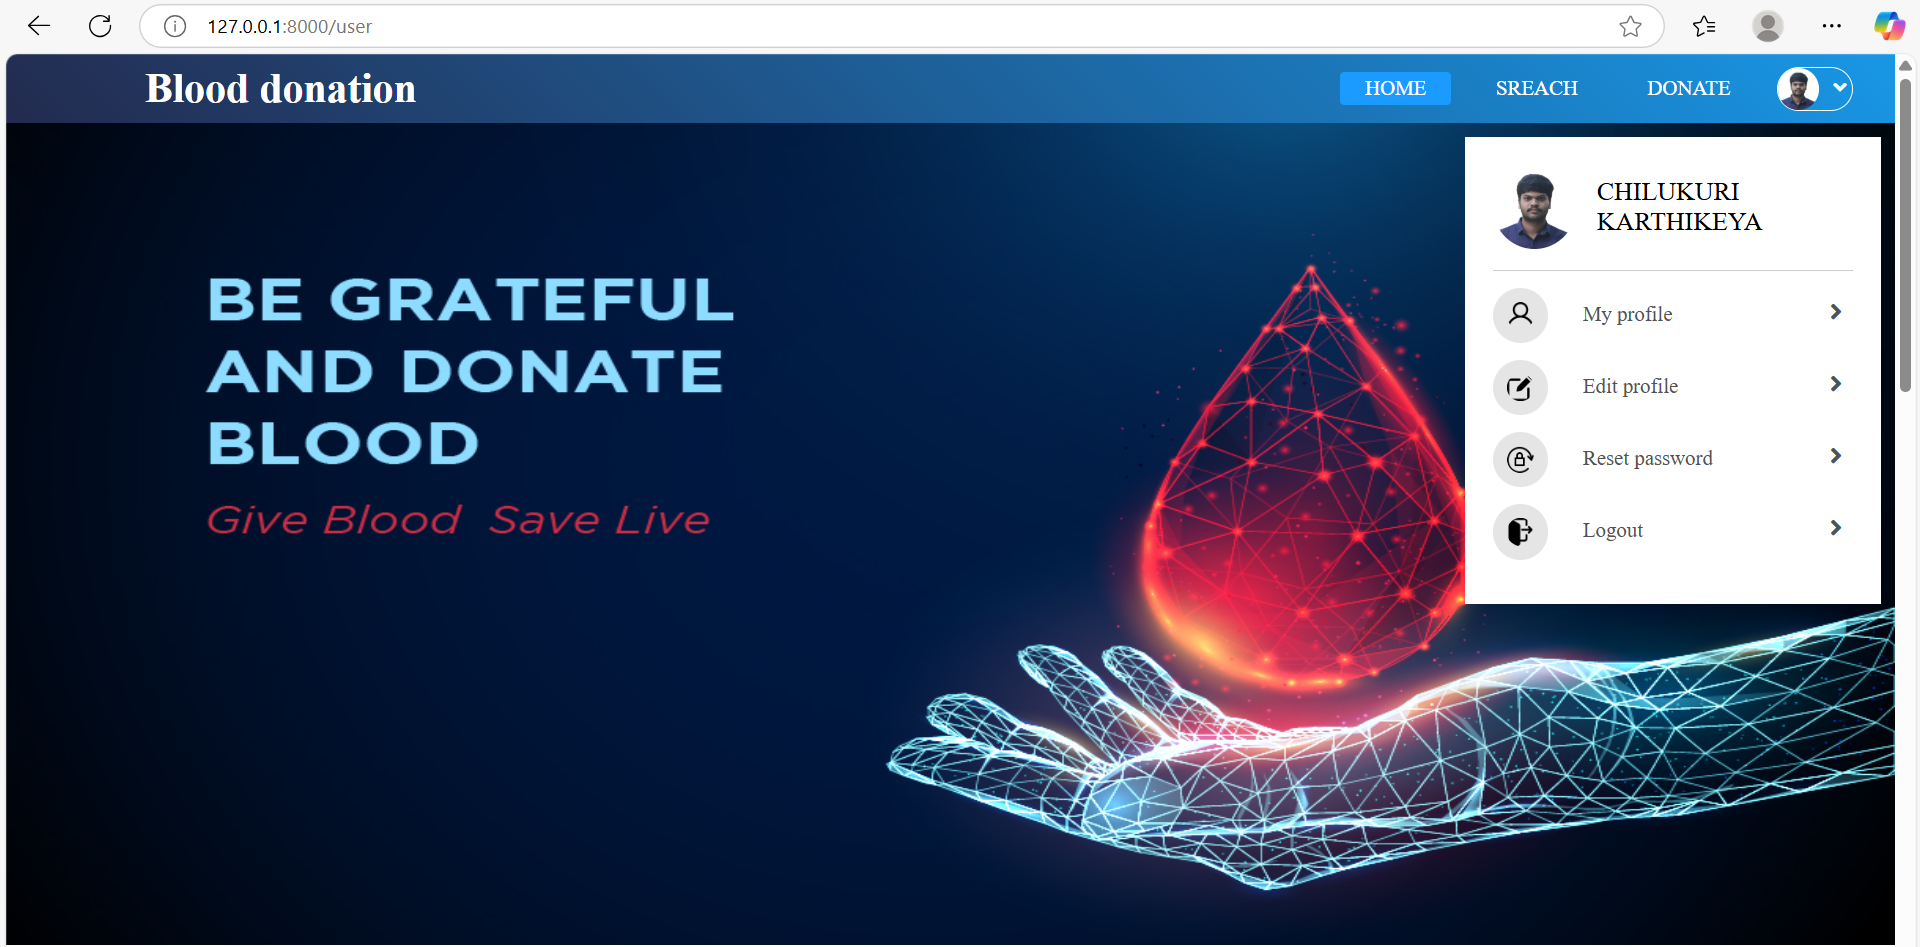 127.0.0.1:8000/user
Blood donation
HOME SREACH DONATE
CHILUKURI
KARTHIKEYA
BE GRATEFUL
AND DONATE
BLOOD
Give Blood  Save Live
My profile
Edit profile
Reset password
Logout